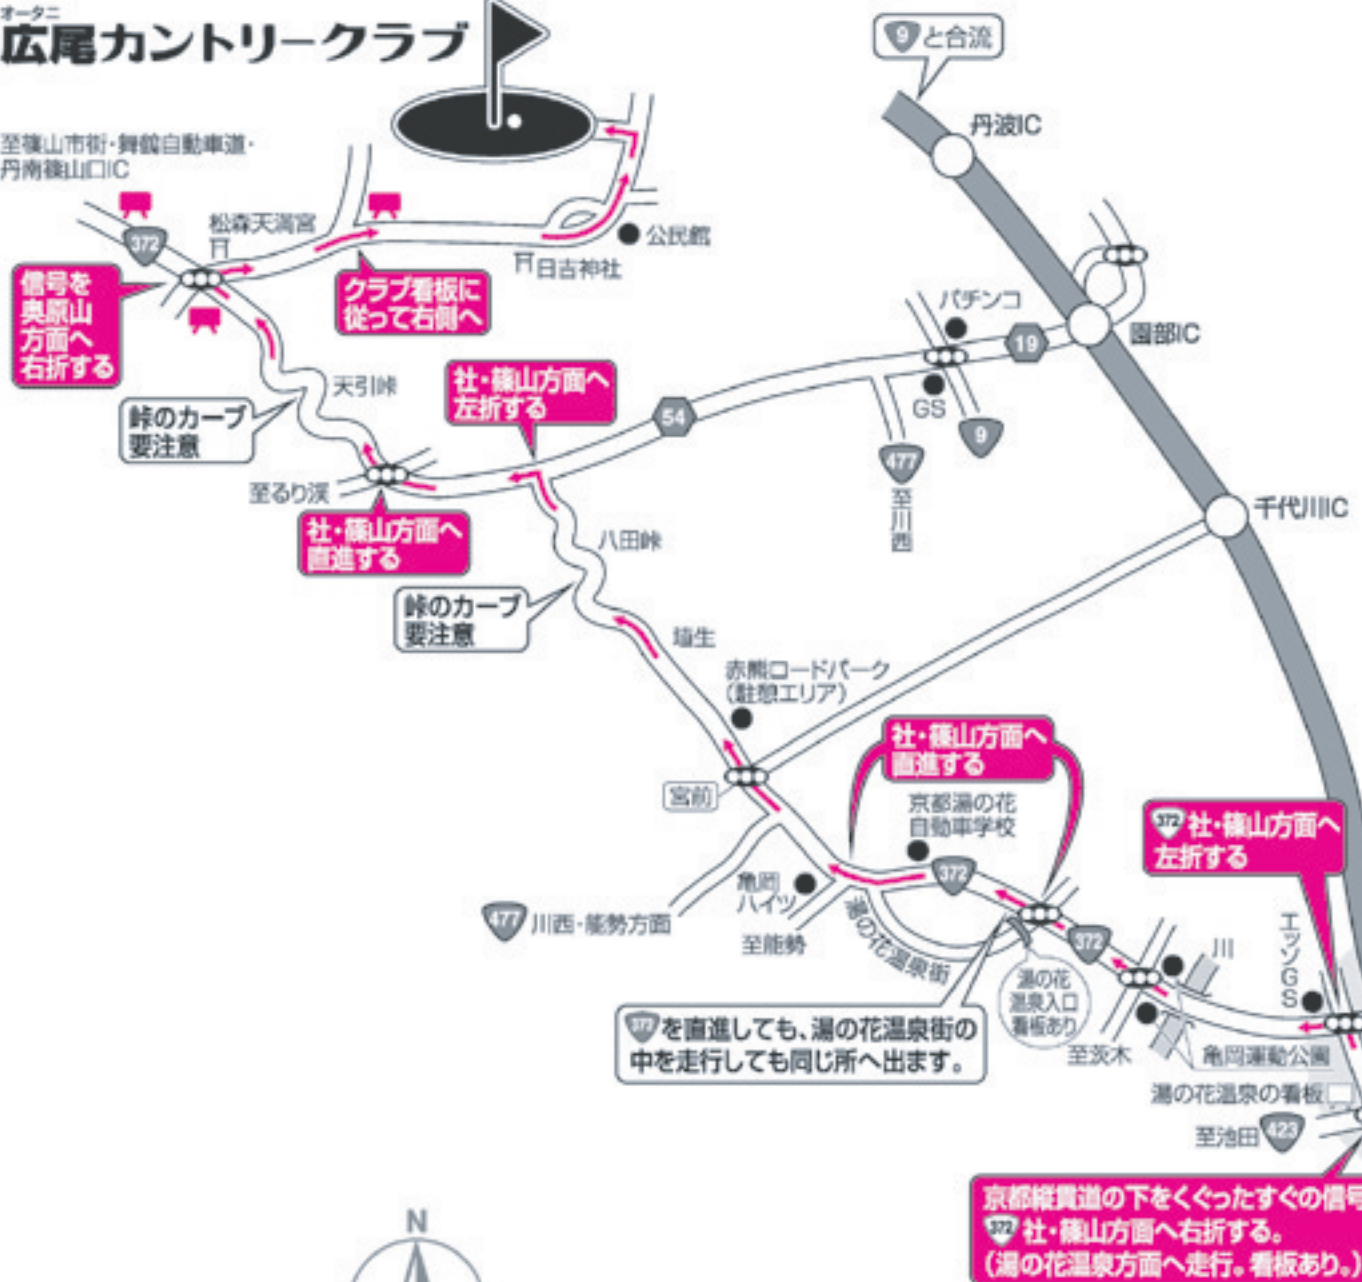 オータニ
広尾カントリークラブ
9と合流
丹波IC
至篠山市街・舞鶴自動車道・
丹南篠山口IC
372
松森天満宮
公民館
日吉神社
信号を
奥原山
方面へ
右折する
クラブ看板に
従って右側へ
パチンコ
19
園部IC
天引峠
社・篠山方面へ
左折する
峠のカーブ
要注意
54
GS
9
477
至川西
至るり渓
千代川IC
社・篠山方面へ
直進する
八田峠
峠のカーブ
要注意
埴生
赤熊ロードパーク
(駐憩エリア)
社・篠山方面へ
直進する
宮前
京都湯の花
自動車学校
372社・篠山方面へ
左折する
372
亀岡
ハイツ
477川西・能勢方面
至能勢
湯の花温泉街
372
川
エッソGS
湯の花
温泉入口
看板あり
372を直進しても、湯の花温泉街の
中を走行しても同じ所へ出ます。
至茨木
亀岡運動公園
湯の花温泉の看板
至池田423
京都縦貫道の下をくぐったすぐの信号
372社・篠山方面へ右折する。
(湯の花温泉方面へ走行。看板あり。)
N